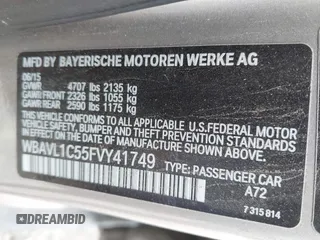 MFD BY BAYERISCHE MOTOREN WERKE AG
06/15
GVWR 4707 lbs 2135 kg
GAWR FRONT 2326 lbs 1055 kg
GAWR REAR 2590 lbs 1175 kg
THIS VEHICLE CONFORMS TO ALL APPLICABLE U.S. FEDERAL MOTOR
VEHICLE SAFETY, BUMPER, AND THEFT PREVENTION STANDARDS
IN EFFECT ON THE DATE OF MANUFACTURE SHOWN ABOVE.
WBAVL1C55FVY41749 TYPE: PASSENGER CAR
A72
7 315 814
DREAMBID